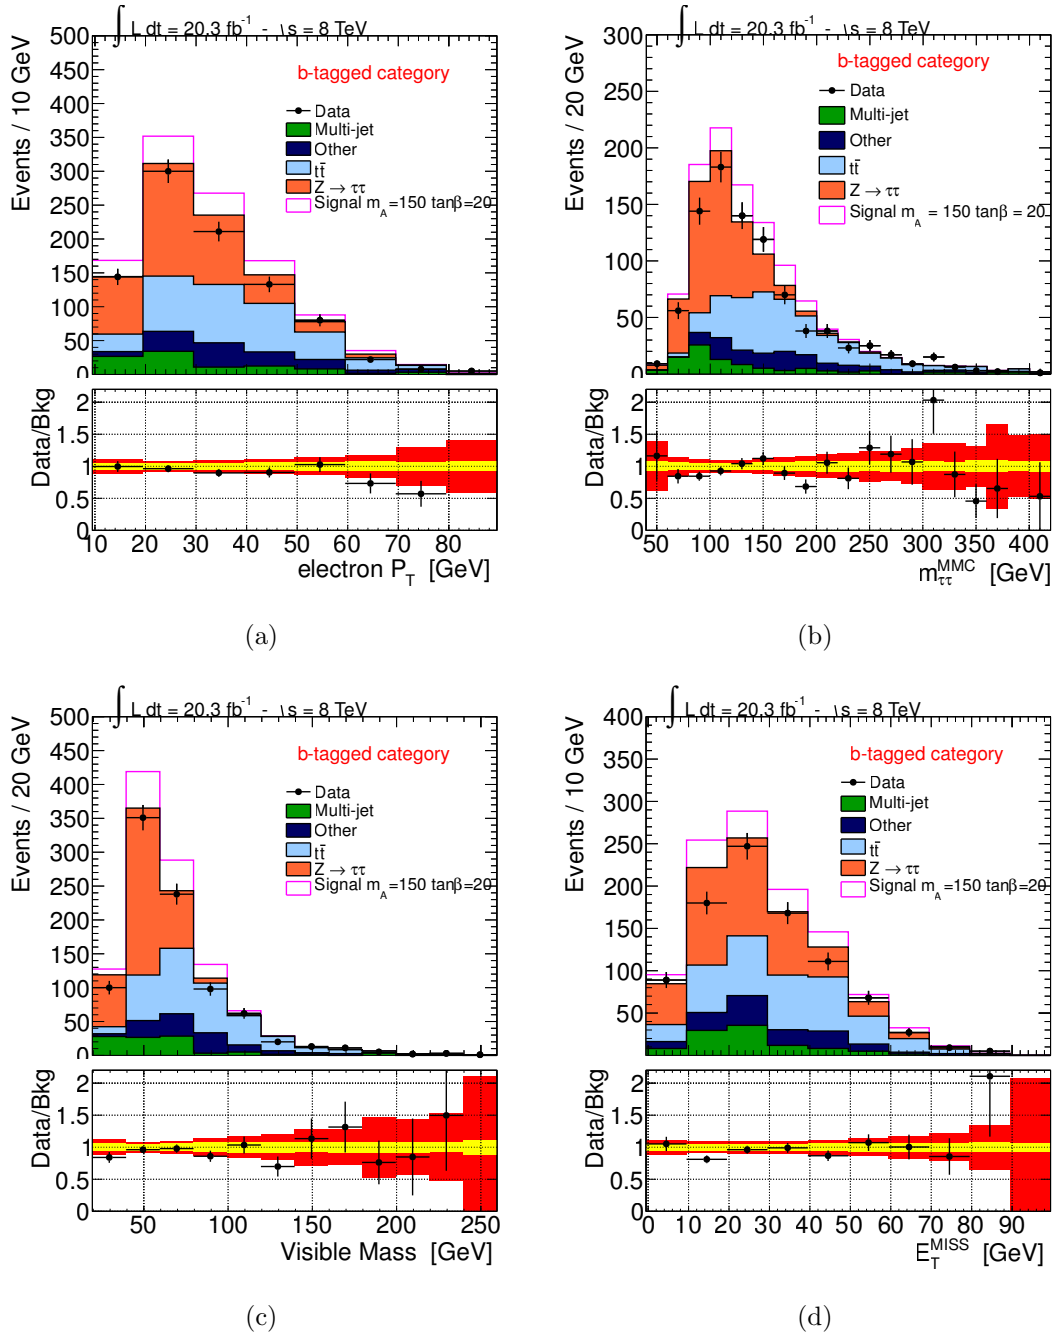 ∫ L dt = 20.3 fb⁻¹ - √s = 8 TeV
Events / 10 GeV
500
450
400
350
300
250
200
150
100
50
0
b-tagged category
Data
Multi-jet
Other
tt̄
Z → ττ
Signal m_A=150 tanβ=20
Data/Bkg
2
1.5
1
0.5
0
10 20 30 40 50 60 70 80
electron P_T [GeV]
(a)
∫ L dt = 20.3 fb⁻¹ - √s = 8 TeV
Events / 20 GeV
300
250
200
150
100
50
0
b-tagged category
Data
Multi-jet
Other
tt̄
Z → ττ
Signal m_A = 150 tanβ = 20
Data/Bkg
2
1.5
1
0.5
0
50 100 150 200 250 300 350 400
m_ττ^MMC [GeV]
(b)
∫ L dt = 20.3 fb⁻¹ - √s = 8 TeV
Events / 20 GeV
500
450
400
350
300
250
200
150
100
50
0
b-tagged category
Data
Multi-jet
Other
tt̄
Z → ττ
Signal m_A=150 tanβ=20
Data/Bkg
2
1.5
1
0.5
0
50 100 150 200 250
Visible Mass [GeV]
(c)
∫ L dt = 20.3 fb⁻¹ - √s = 8 TeV
Events / 10 GeV
400
350
300
250
200
150
100
50
0
b-tagged category
Data
Multi-jet
Other
tt̄
Z → ττ
Signal m_A=150 tanβ=20
Data/Bkg
2
1.5
1
0.5
0
0 10 20 30 40 50 60 70 80 90
E_T^MISS [GeV]
(d)